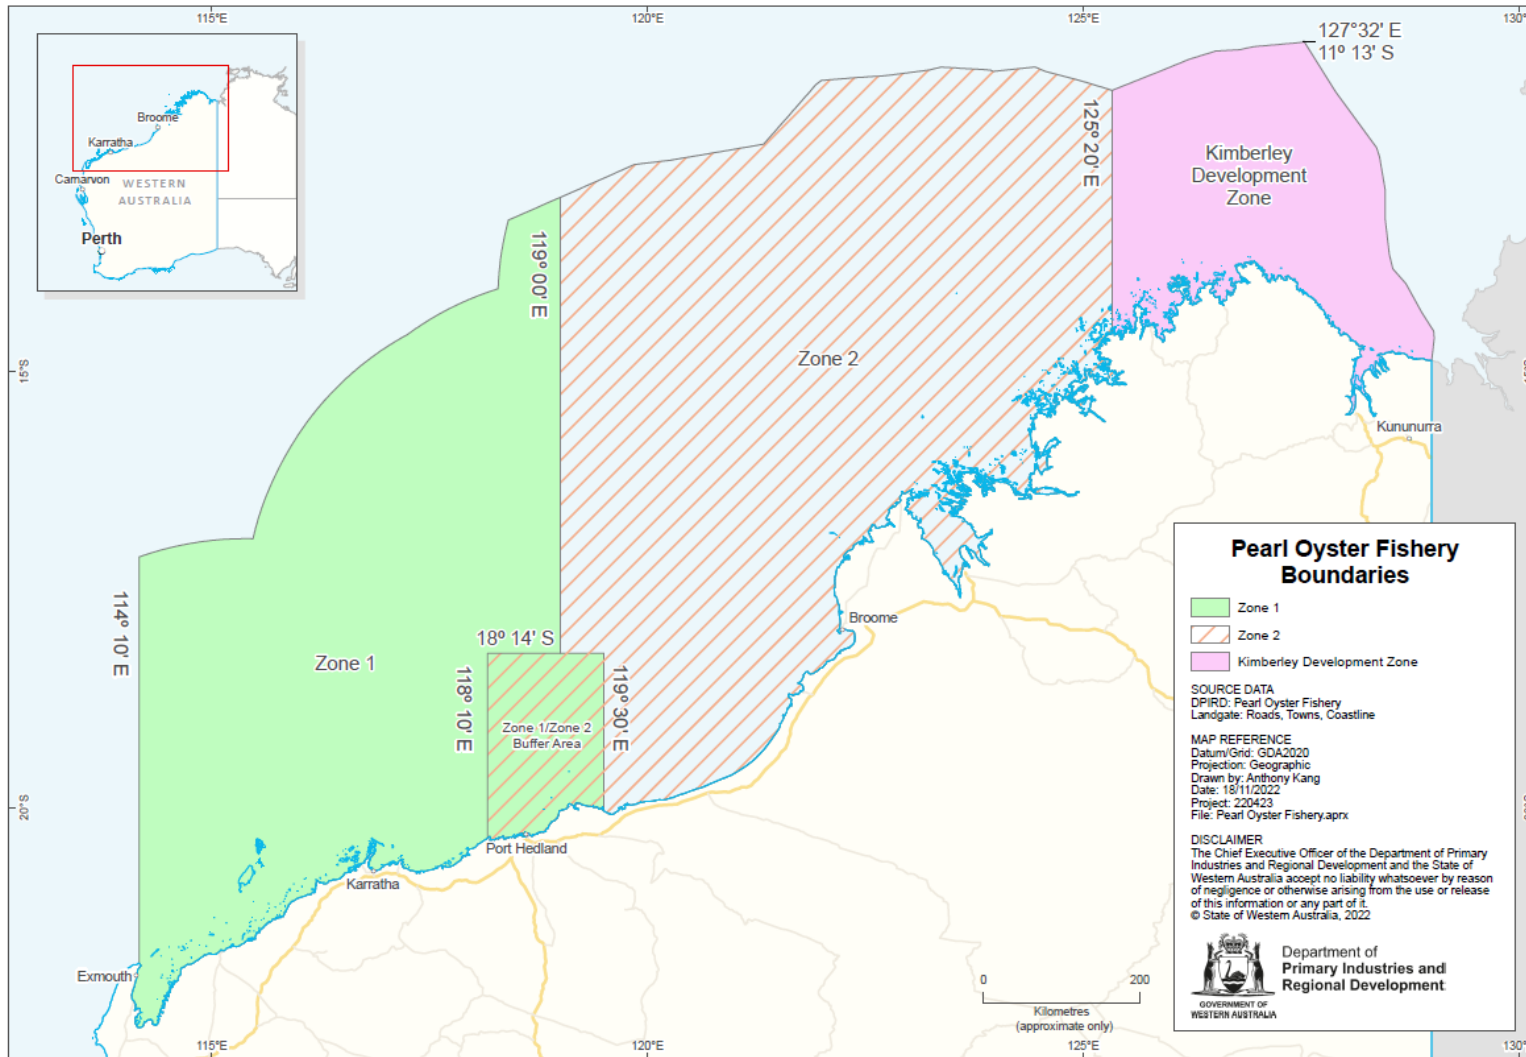 115°E
120°E
125°E
130°
127°32' E
11º 13' S
Broome
Karratha
Carnarvon
WESTERN
AUSTRALIA
Perth
125º 20' E
Kimberley
Development
Zone
119º 00' E
Zone 2
15°S
Kununurra
114º 10' E
Broome
18º 14' S
Zone 1
118º 10' E
119º 30' E
Zone 1/Zone 2
Buffer Area
20°S
Port Hedland
Karratha
Exmouth
0
200
Kilometres
(approximate only)
Pearl Oyster Fishery
Boundaries
Zone 1
Zone 2
Kimberley Development Zone
SOURCE DATA
DPIRD: Pearl Oyster Fishery
Landgate: Roads, Towns, Coastline
MAP REFERENCE
Datum/Grid: GDA2020
Projection: Geographic
Drawn by: Anthony Kang
Date: 18/11/2022
Project: 220423
File: Pearl Oyster Fishery.aprx
DISCLAIMER
The Chief Executive Officer of the Department of Primary
Industries and Regional Development and the State of
Western Australia accept no liability whatsoever by reason
of negligence or otherwise arising from the use or release
of this information or any part of it.
© State of Western Australia, 2022
GOVERNMENT OF
WESTERN AUSTRALIA
Department of
Primary Industries and
Regional Development
115°E
120°E
125°E
130°